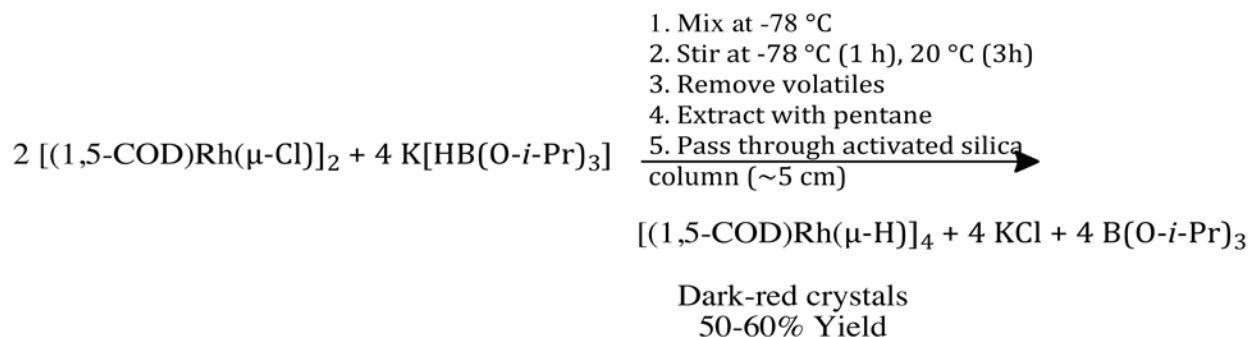 1. Mix at -78 °C
2. Stir at -78 °C (1 h), 20 °C (3h)
3. Remove volatiles
4. Extract with pentane
5. Pass through activated silica
column (~5 cm)
2 [(1,5-COD)Rh(μ-Cl)]₂ + 4 K[HB(O-i-Pr)₃]
[(1,5-COD)Rh(μ-H)]₄ + 4 KCl + 4 B(O-i-Pr)₃
Dark-red crystals
50-60% Yield